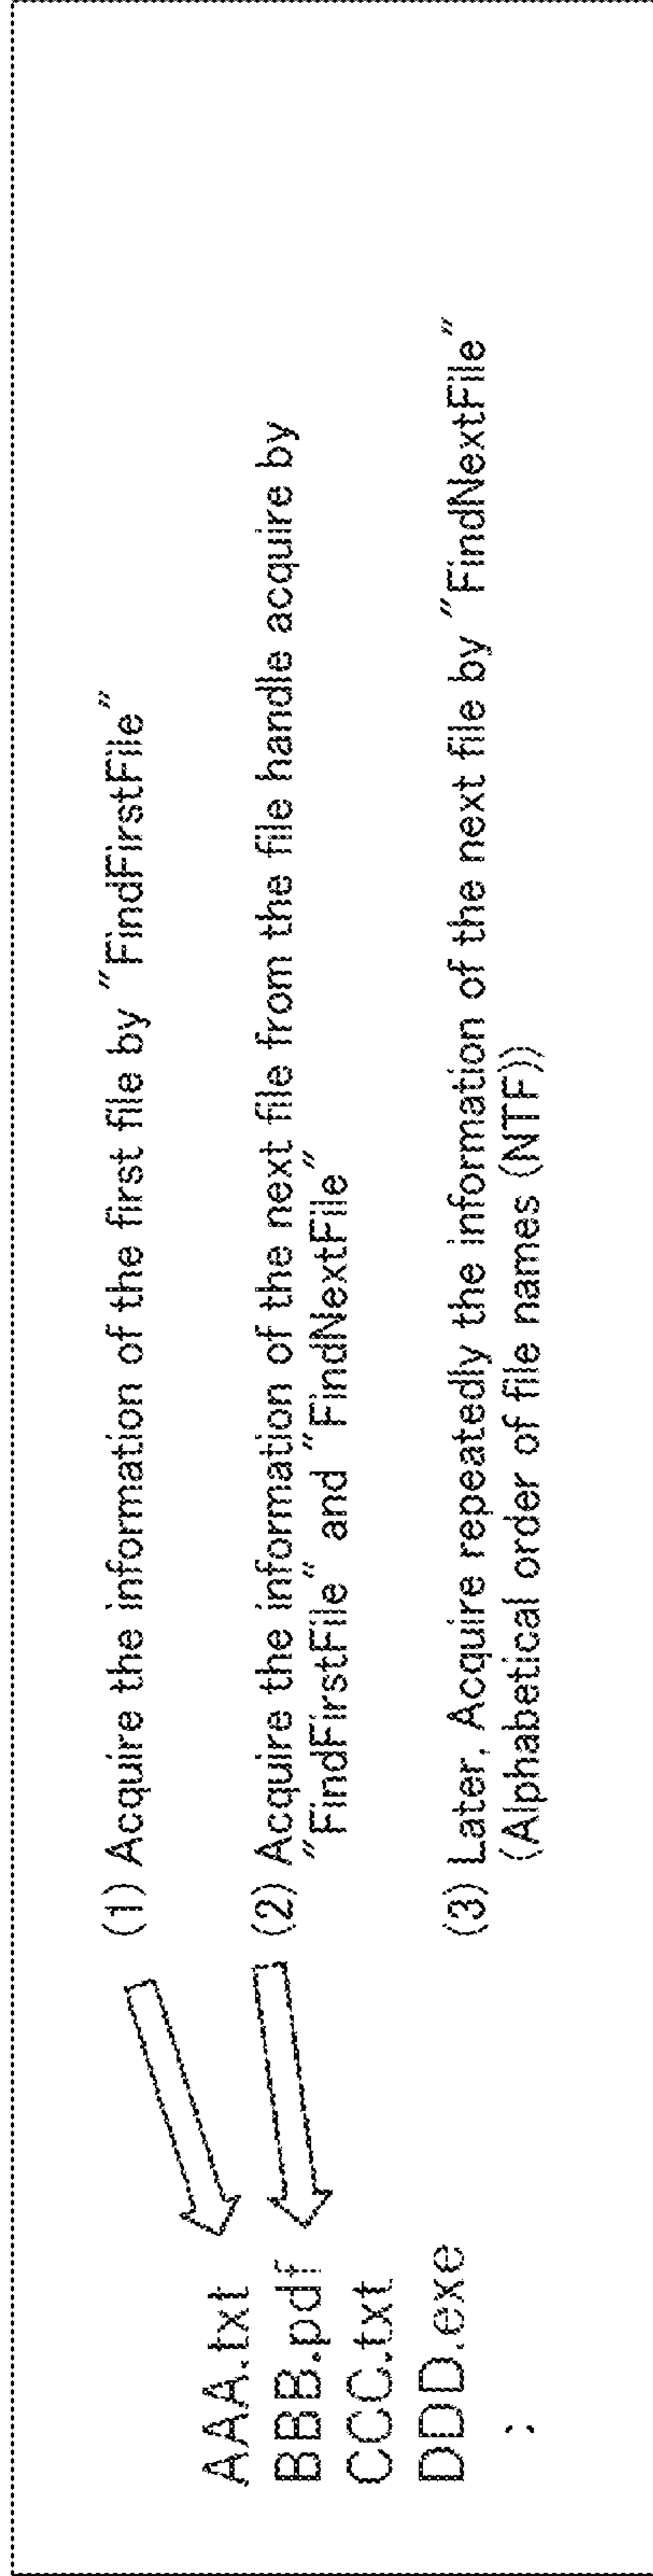 AAA.txt
BBB.pdf
CCC.txt
DDD.exe
:
(1) Acquire the information of the first file by "FindFirstFile"
(2) Acquire the information of the next file from the file handle acquire by
"FindFirstFile" and "FindNextFile"
(3) Later, Acquire repeatedly the information of the next file by "FindNextFile"
(Alphabetical order of file names (NTF))